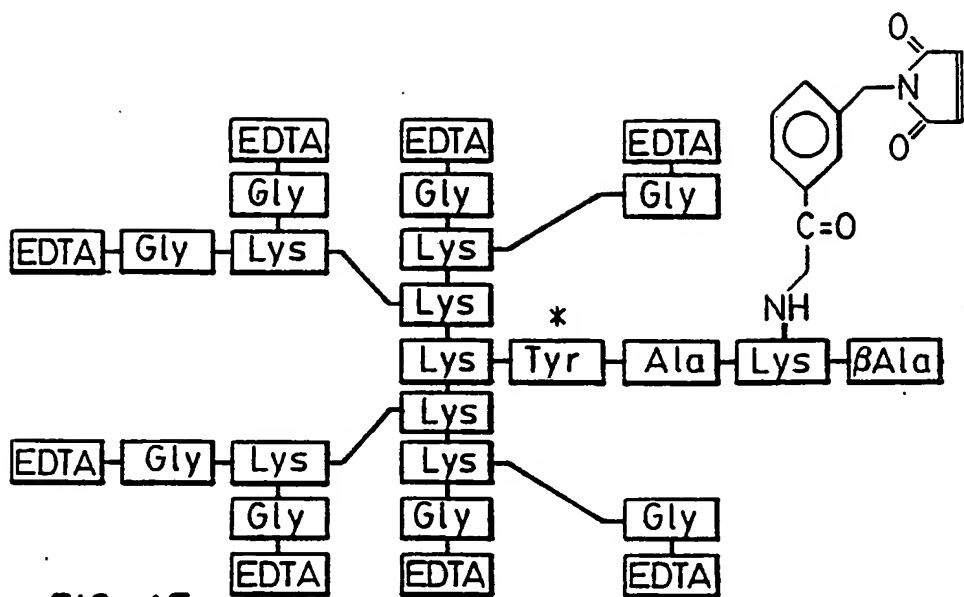 O
N
O
EDTA EDTA EDTA
Gly Gly Gly
C=O
EDTA Gly Lys Lys
Lys
NH
*
Lys Tyr Ala Lys βAla
Lys
EDTA Gly Lys Lys
Gly Gly Gly
EDTA EDTA EDTA